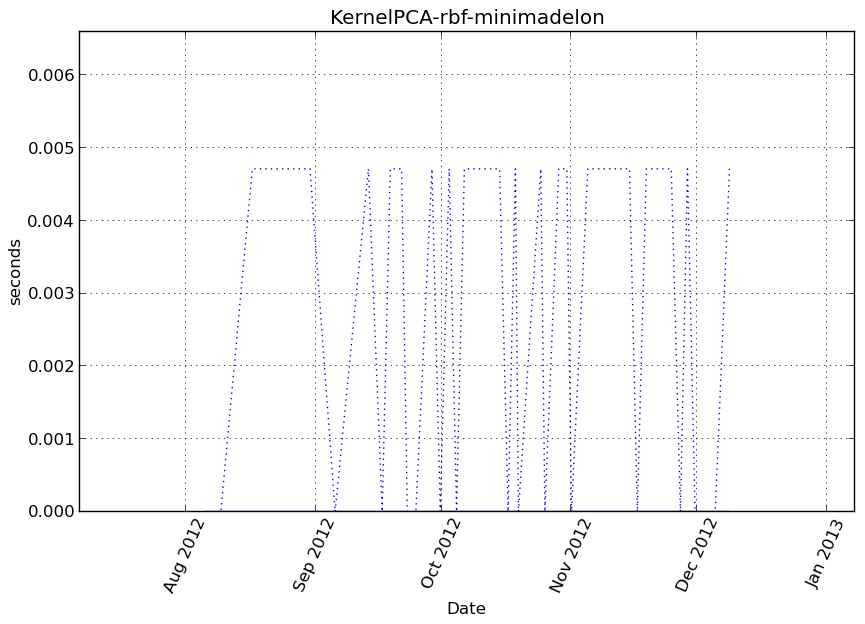 KernelPCA-rbf-minimadelon
0.006
0.005
0.004
0.003
0.002
0.001
0.000
seconds
Aug 2012
Sep 2012
Oct 2012
Nov 2012
Dec 2012
Jan 2013
Date